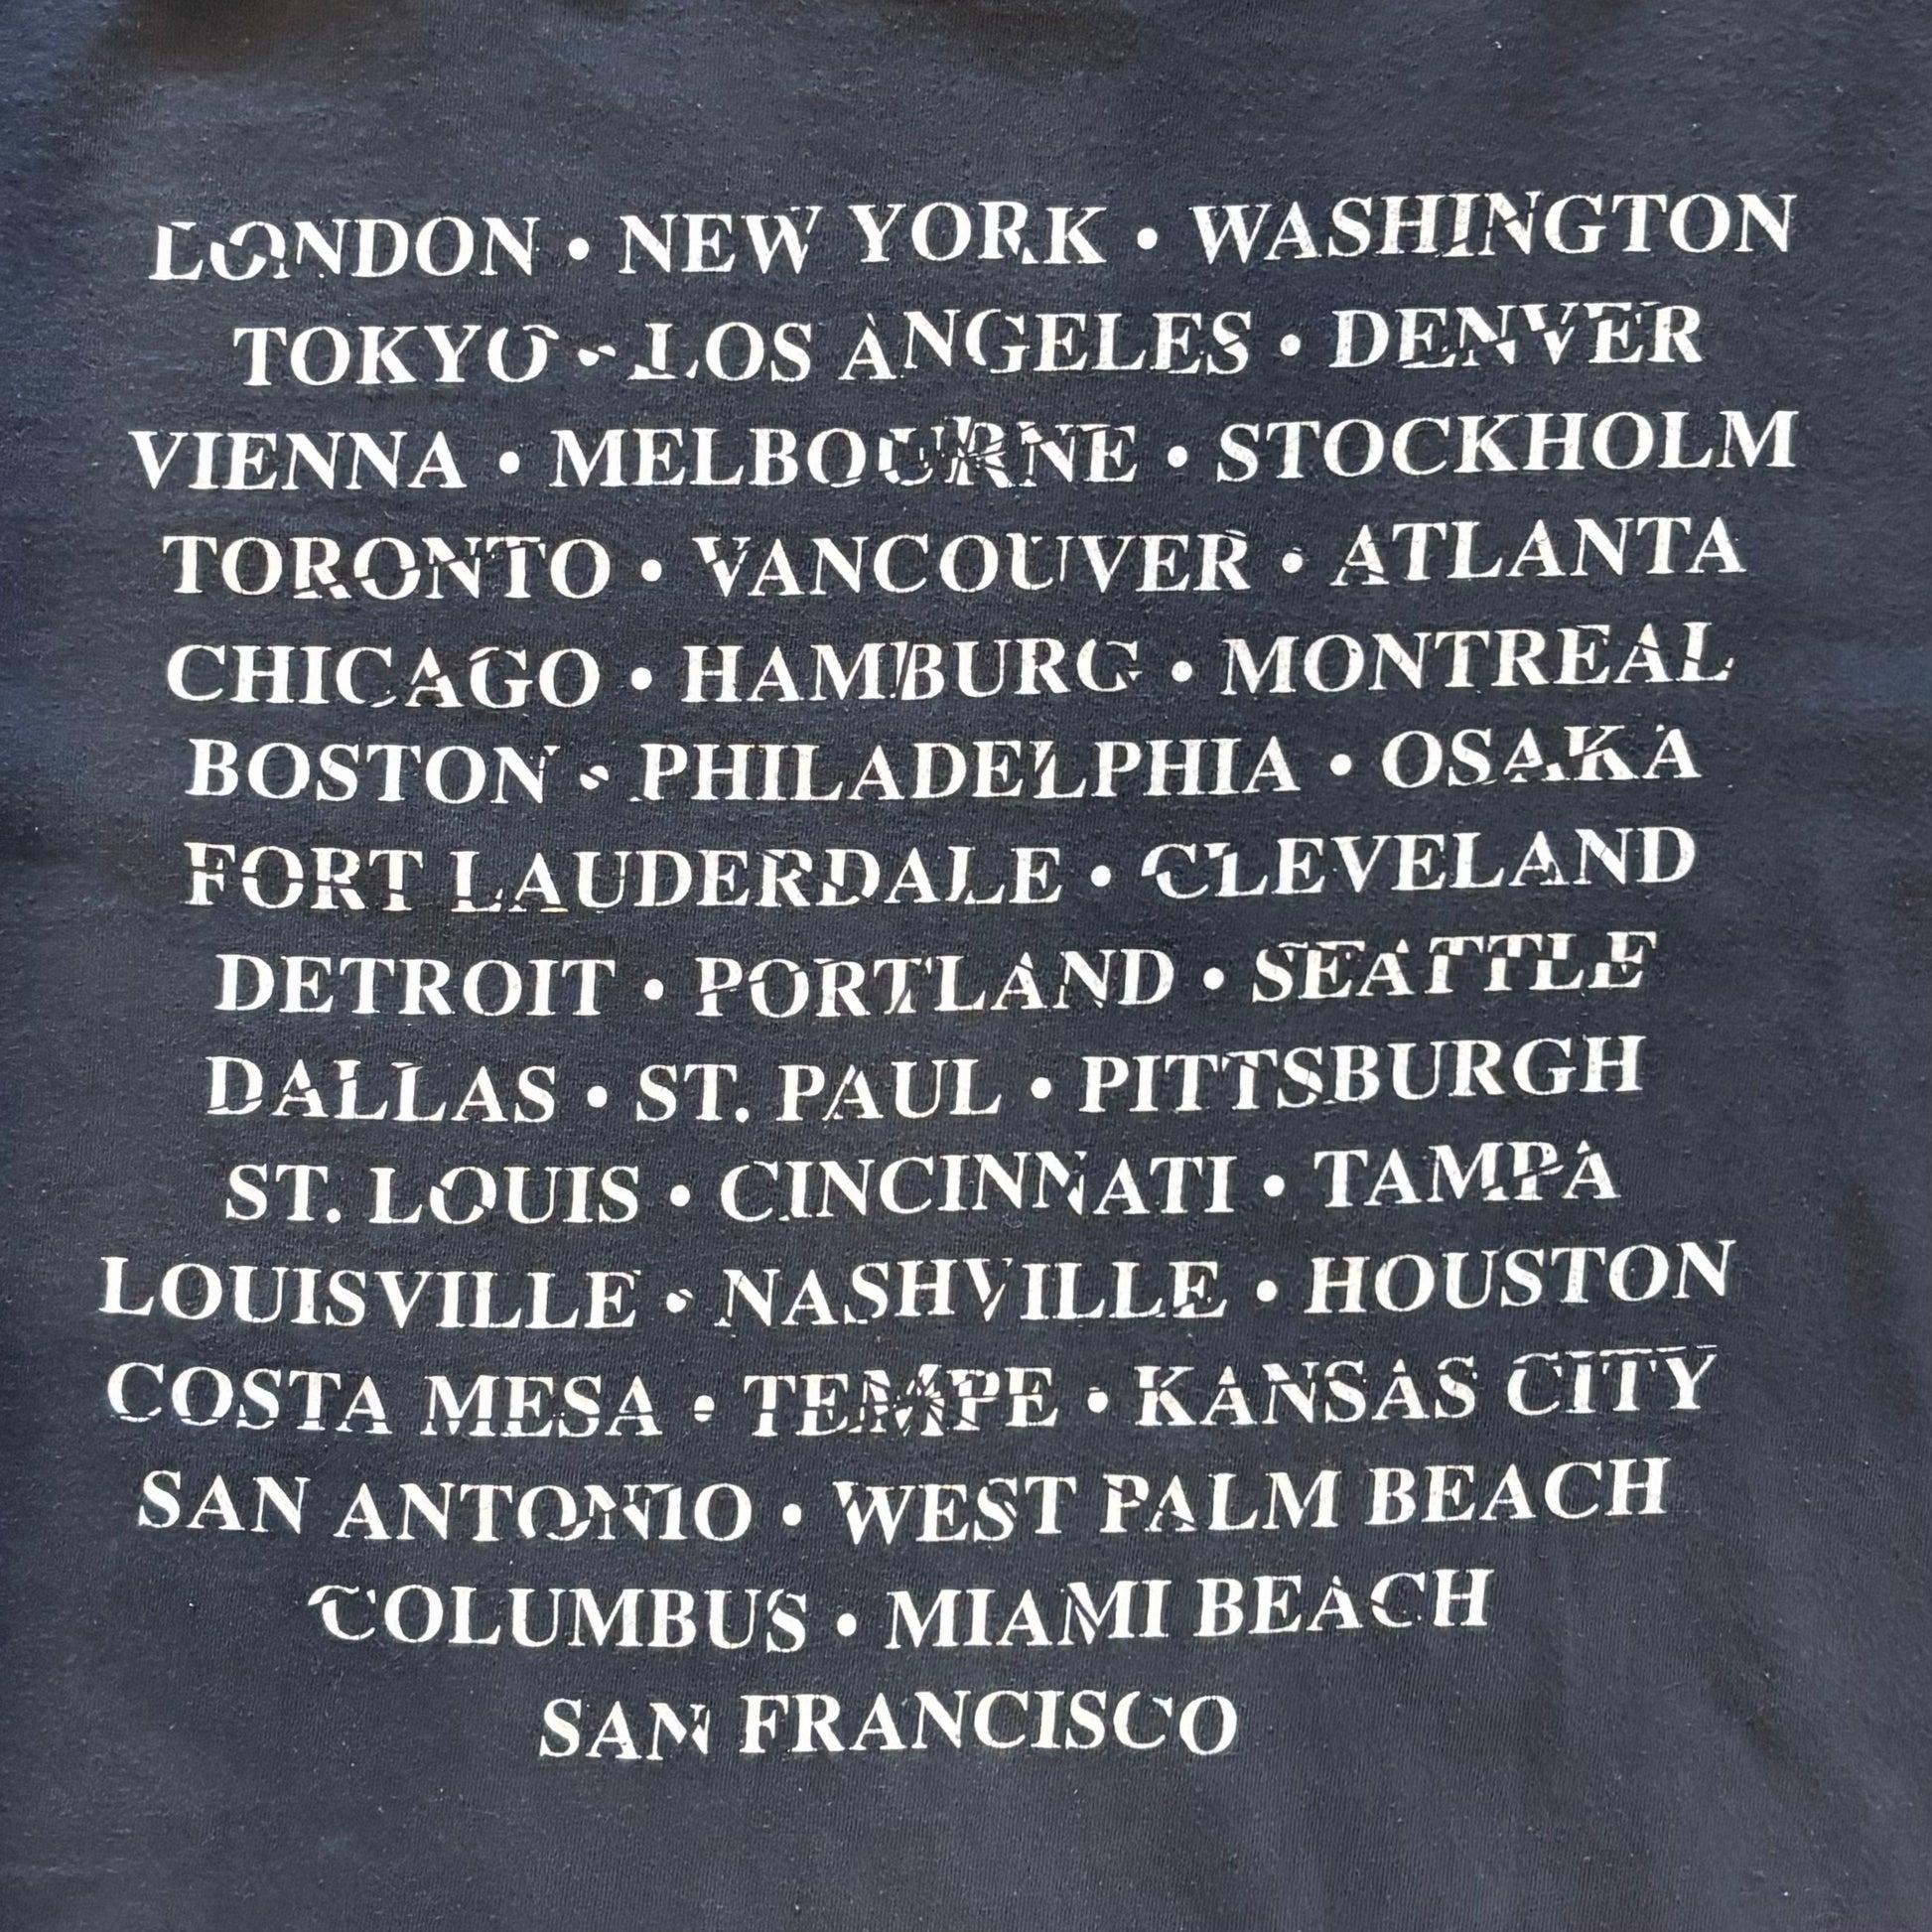 LONDON • NEW YORK • WASHINGTON
TOKYO • LOS ANGELES • DENVER
VIENNA • MELBOURNE • STOCKHOLM
TORONTO • VANCOUVER • ATLANTA
CHICAGO • HAMBURG • MONTREAL
BOSTON • PHILADELPHIA • OSAKA
FORT LAUDERDALE • CLEVELAND
DETROIT • PORTLAND • SEATTLE
DALLAS • ST. PAUL • PITTSBURGH
ST. LOUIS • CINCINNATI • TAMPA
LOUISVILLE • NASHVILLE • HOUSTON
COSTA MESA • TEMPE • KANSAS CITY
SAN ANTONIO • WEST PALM BEACH
COLUMBUS • MIAMI BEACH
SAN FRANCISCO